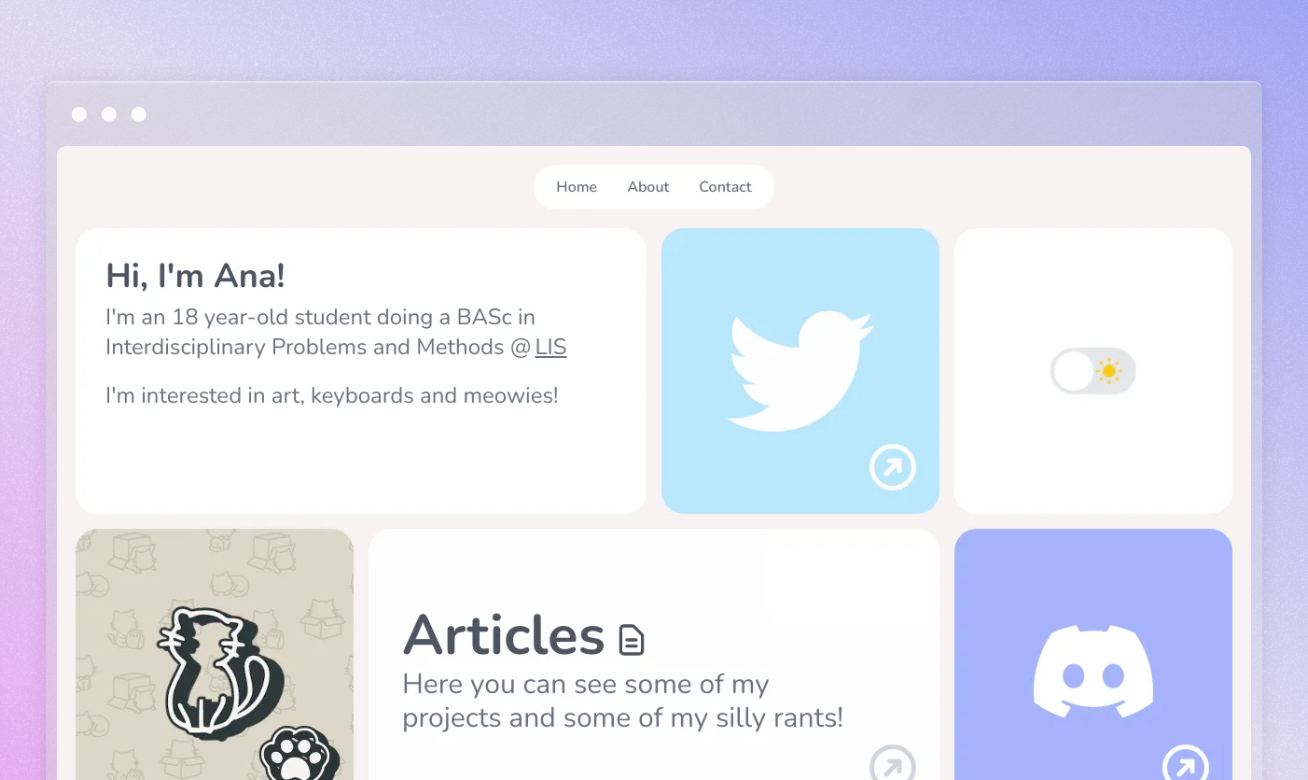 Home About Contact
Hi, I'm Ana!
I'm an 18 year-old student doing a BASc in
Interdisciplinary Problems and Methods @ LIS
I'm interested in art, keyboards and meowies!
Articles
Here you can see some of my
projects and some of my silly rants!